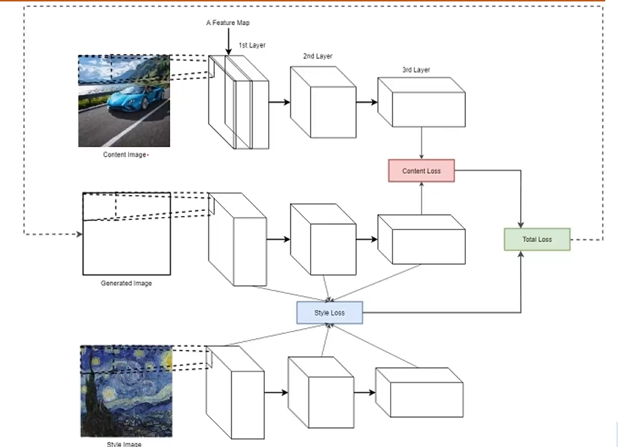 A Feature Map
1st Layer
2nd Layer
3rd Layer
Content Image-
Content Loss
Total Loss
Generated Image
Style Loss
Style Image